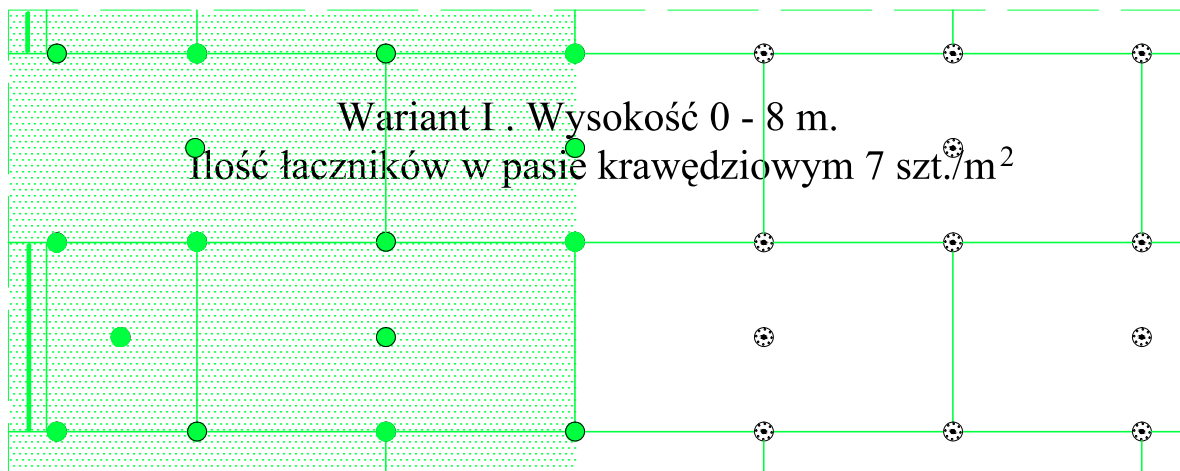 Wariant I . Wysokość 0 - 8 m.
Ilość łaczników w pasie krawędziowym 7 szt./m²